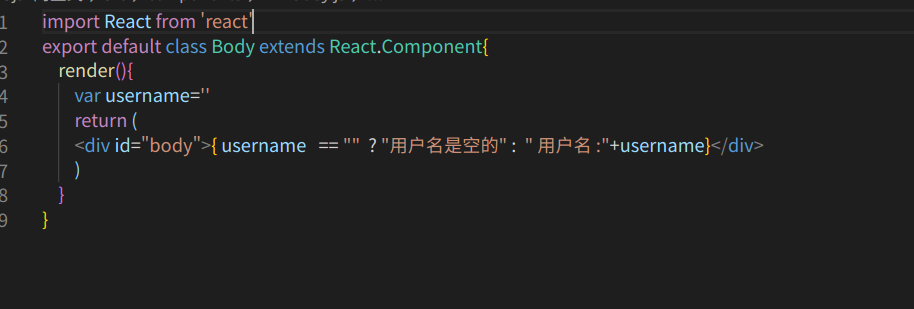 1 import React from 'react'
2 export default class Body extends React.Component{
3 render(){
4 var username=''
5 return (
6 <div id="body">{ username == "" ? "用户名是空的" : " 用户名 :"+username}</div>
7 )
8 }
9 }